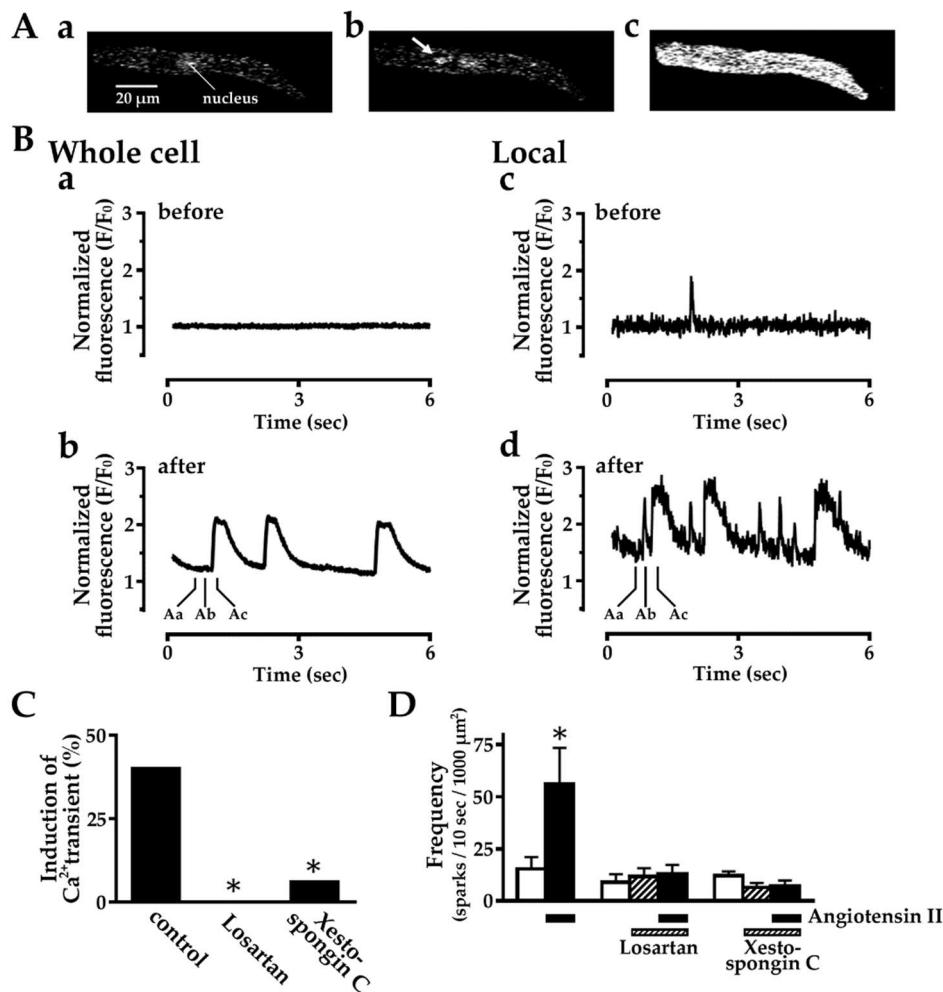 A a b c
20 μm
nucleus
B Whole cell
Local
a
before
Normalized
fluorescence (F/F0)
3
2
1
0 3 6
Time (sec)
c
before
Normalized
fluorescence (F/F0)
3
2
1
0 3 6
Time (sec)
b
after
Normalized
fluorescence (F/F0)
3
2
1
Aa Ab Ac
0 3 6
Time (sec)
d
after
Normalized
fluorescence (F/F0)
3
2
1
Aa Ab Ac
0 3 6
Time (sec)
C
Induction of
Ca2+transient (%)
50
25
0
* *
control
Losartan
Xesto-
spongin C
D
Frequency
(sparks / 10 sec / 1000 μm2)
75
50
25
0
*
Angiotensin II
Losartan
Xesto-
spongin C